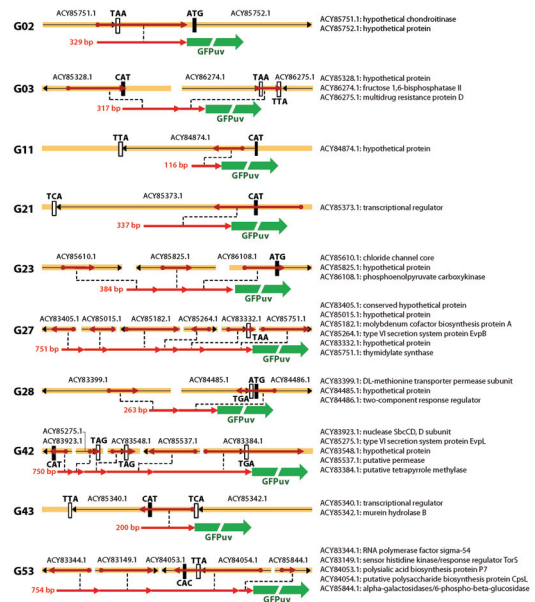 ACY85751.1 TAA ATG ACY85752.1
G02
329 bp
GFPuv
ACY85751.1: hypothetical chondroitinase
ACY85752.1: hypothetical protein
ACY85328.1 CAT ACY86274.1 TAA ACY86275.1
G03
TTA
317 bp
GFPuv
ACY85328.1: hypothetical protein
ACY86274.1: fructose 1,6-bisphosphatase II
ACY86275.1: multidrug resistance protein D
TTA ACY84874.1 CAT
G11
116 bp
GFPuv
ACY84874.1: hypothetical protein
TCA ACY85373.1 CAT
G21
337 bp
GFPuv
ACY85373.1: transcriptional regulator
ACY85610.1 ACY85825.1 ACY86108.1 ATG
G23
384 bp
GFPuv
ACY85610.1: chloride channel core
ACY85825.1: hypothetical protein
ACY86108.1: phosphoenolpyruvate carboxykinase
ACY83405.1 ACY85015.1 ACY85182.1 ACY85264.1 ACY83332.1 ACY85751.1
G27
TAA
751 bp
GFPuv
ACY83405.1: conserved hypothetical protein
ACY85015.1: hypothetical protein
ACY85182.1: molybdenum cofactor biosynthesis protein A
ACY85264.1: type VI secretion system protein EvpB
ACY83332.1: hypothetical protein
ACY85751.1: thymidylate synthase
ACY83399.1 ACY84485.1 ATG ACY84486.1
G28
TGA
263 bp
GFPuv
ACY83399.1: DL-methionine transporter permease subunit
ACY84485.1: hypothetical protein
ACY84486.1: two-component response regulator
ACY85275.1
ACY83923.1 TAG ACY83548.1 ACY85537.1 ACY83384.1
G42
CAT TAG TGA
750 bp
GFPuv
ACY83923.1: nuclease SbcCD, D subunit
ACY85275.1: type VI secretion system protein EvpL
ACY83548.1: hypothetical protein
ACY85537.1: putative permease
ACY83384.1: putative tetrapyrrole methylase
TTA ACY85340.1 CAT TCA ACY85342.1
G43
200 bp
GFPuv
ACY85340.1: transcriptional regulator
ACY85342.1: murein hydrolase B
ACY83344.1 ACY83149.1 ACY84053.1 TTA ACY84054.1 ACY85844.1
G53
CAC
754 bp
GFPuv
ACY83344.1: RNA polymerase factor sigma-54
ACY83149.1: sensor histidine kinase/response regulator TorS
ACY84053.1: polysialic acid biosynthesis protein P7
ACY84054.1: putative polysaccharide biosynthesis protein CpsL
ACY85844.1: alpha-galactosidases/6-phospho-beta-glucosidase